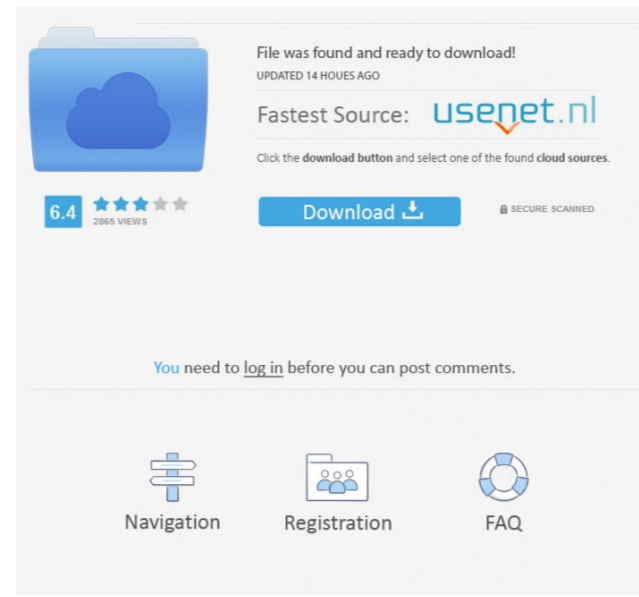 File was found and ready to download!
UPDATED 14 HOUES AGO
Fastest Source: usenet.nl
Click the download button and select one of the found cloud sources.
6.4
2865 VIEWS
Download
SECURE SCANNED
You need to log in before you can post comments.
Navigation
Registration
FAQ